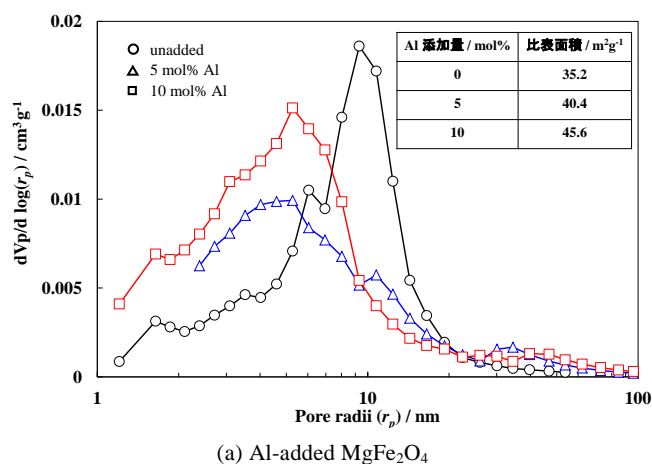 0.02
0.015
0.01
0.005
0
dVp/d log(rp) / cm³ g⁻¹
unadded
5 mol% Al
10 mol% Al
Al 添加量 / mol% 比表面積 / m²g⁻¹
0 35.2
5 40.4
10 45.6
1 10 100
Pore radii (rp) / nm
(a) Al-added MgFe₂O₄